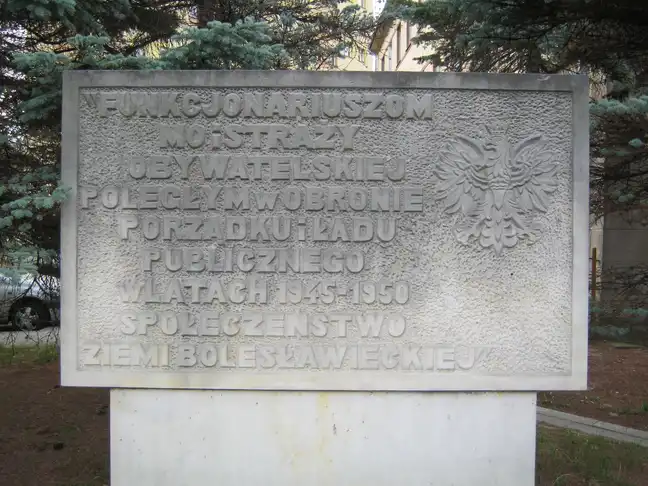 "FUNKCJONARIUSZOM
MO i STRAŻY
OBYWATELSKIEJ
POLEGŁYM W OBRONIE
PORZĄDKU i ŁADU
PUBLICZNEGO
W LATACH 1945-1950
SPOŁECZEŃSTWO
ZIEMI BOLESŁAWIECKIEJ"